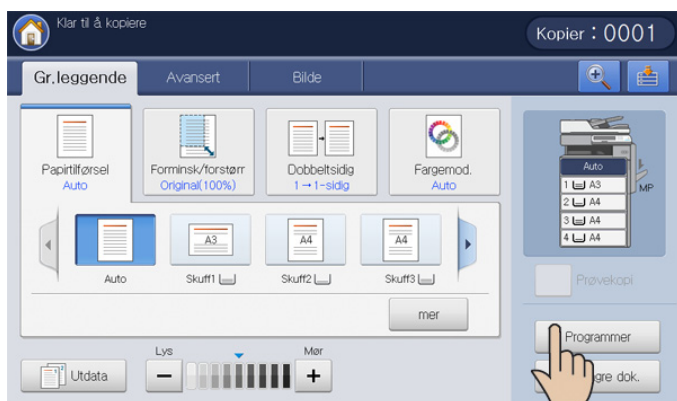 Klar til å kopiere
Kopier : 0001
Gr.leggende
Avansert
Bilde
Papirtilførsel
Auto
Forminsk/forstørr
Original(100%)
Dobbeltsidig
1 → 1-sidig
Fargemod.
Auto
Auto
1 A3
2 A4
3 A4
4 A4
MP
A3
A4
A4
Auto
Skuff1
Skuff2
Skuff3
mer
Prøvekopi
Programmer
Utdata
Lys
Mør
dok.